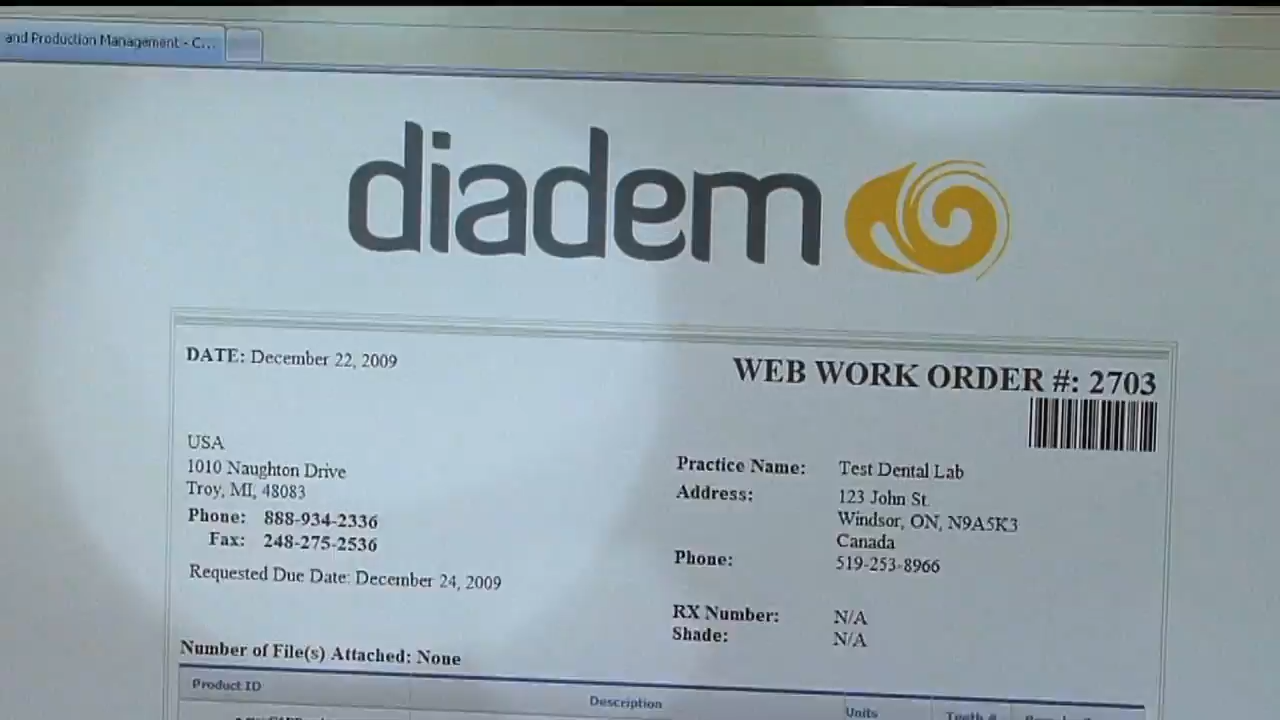 and Production Management - C...
diadem
DATE: December 22, 2009
WEB WORK ORDER #: 2703
USA
1010 Naughton Drive
Troy, MI, 48083
Phone: 888-934-2336
Fax: 248-275-2536
Requested Due Date: December 24, 2009
Practice Name: Test Dental Lab
Address: 123 John St.
Windsor, ON, N9A5K3
Canada
Phone: 519-253-8966
RX Number: N/A
Shade: N/A
Number of File(s) Attached: None
Product ID
Description
Units
Teeth #